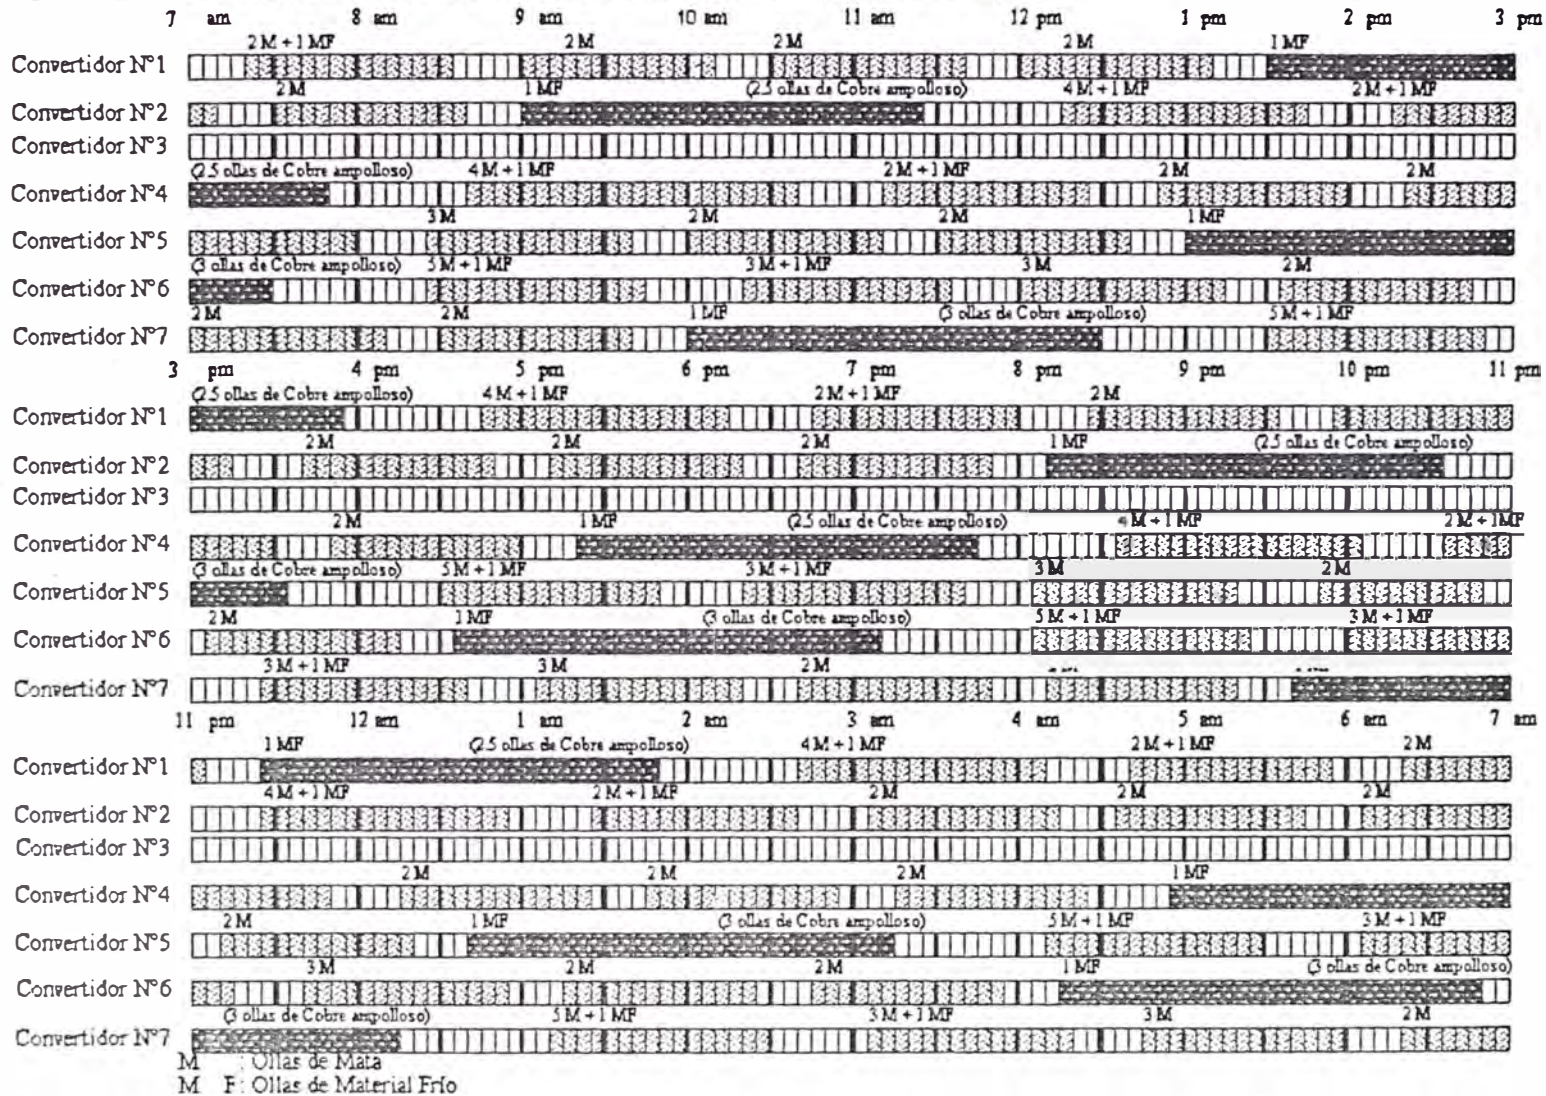 7 am 8 am 9 am 10 am 11 am 12 pm 1 pm 2 pm 3 pm
2 M + 1 MF 2 M 2 M 2 M 1 MF
Convertidor N°1
2 M 1 MF (2.5 ollas de Cobre ampolloso) 4 M + 1 MF 2 M + 1 MF
Convertidor N°2
Convertidor N°3
(2.5 ollas de Cobre ampolloso) 4 M + 1 MF 2 M + 1 MF 2 M 2 M
Convertidor N°4
3 M 2 M 2 M 1 MF
Convertidor N°5
(3 ollas de Cobre ampolloso) 5 M + 1 MF 3 M + 1 MF 3 M 2 M
Convertidor N°6
2 M 2 M 1 MF (3 ollas de Cobre ampolloso) 5 M + 1 MF
Convertidor N°7
3 pm 4 pm 5 pm 6 pm 7 pm 8 pm 9 pm 10 pm 11 pm
(2.5 ollas de Cobre ampolloso) 4 M + 1 MF 2 M + 1 MF 2 M
Convertidor N°1
2 M 2 M 2 M 1 MF (2.5 ollas de Cobre ampolloso)
Convertidor N°2
Convertidor N°3
2 M 1 MF (2.5 ollas de Cobre ampolloso) 4 M + 1 MF 2 M + 1 MF
Convertidor N°4
(3 ollas de Cobre ampolloso) 5 M + 1 MF 3 M + 1 MF 3 M 2 M
Convertidor N°5
2 M 1 MF (3 ollas de Cobre ampolloso) 5 M + 1 MF 3 M + 1 MF
Convertidor N°6
3 M + 1 MF 3 M 2 M
Convertidor N°7
11 pm 12 am 1 am 2 am 3 am 4 am 5 am 6 am 7 am
1 MF (2.5 ollas de Cobre ampolloso) 4 M + 1 MF 2 M + 1 MF 2 M
Convertidor N°1
4 M + 1 MF 2 M + 1 MF 2 M 2 M 2 M
Convertidor N°2
Convertidor N°3
2 M 2 M 2 M 1 MF
Convertidor N°4
2 M 1 MF (3 ollas de Cobre ampolloso) 5 M + 1 MF 3 M + 1 MF
Convertidor N°5
3 M 2 M 2 M 1 MF (3 ollas de Cobre ampolloso)
Convertidor N°6
(3 ollas de Cobre ampolloso) 5 M + 1 MF 3 M + 1 MF 3 M 2 M
Convertidor N°7
M : Ollas de Mata
M F : Ollas de Material Frío